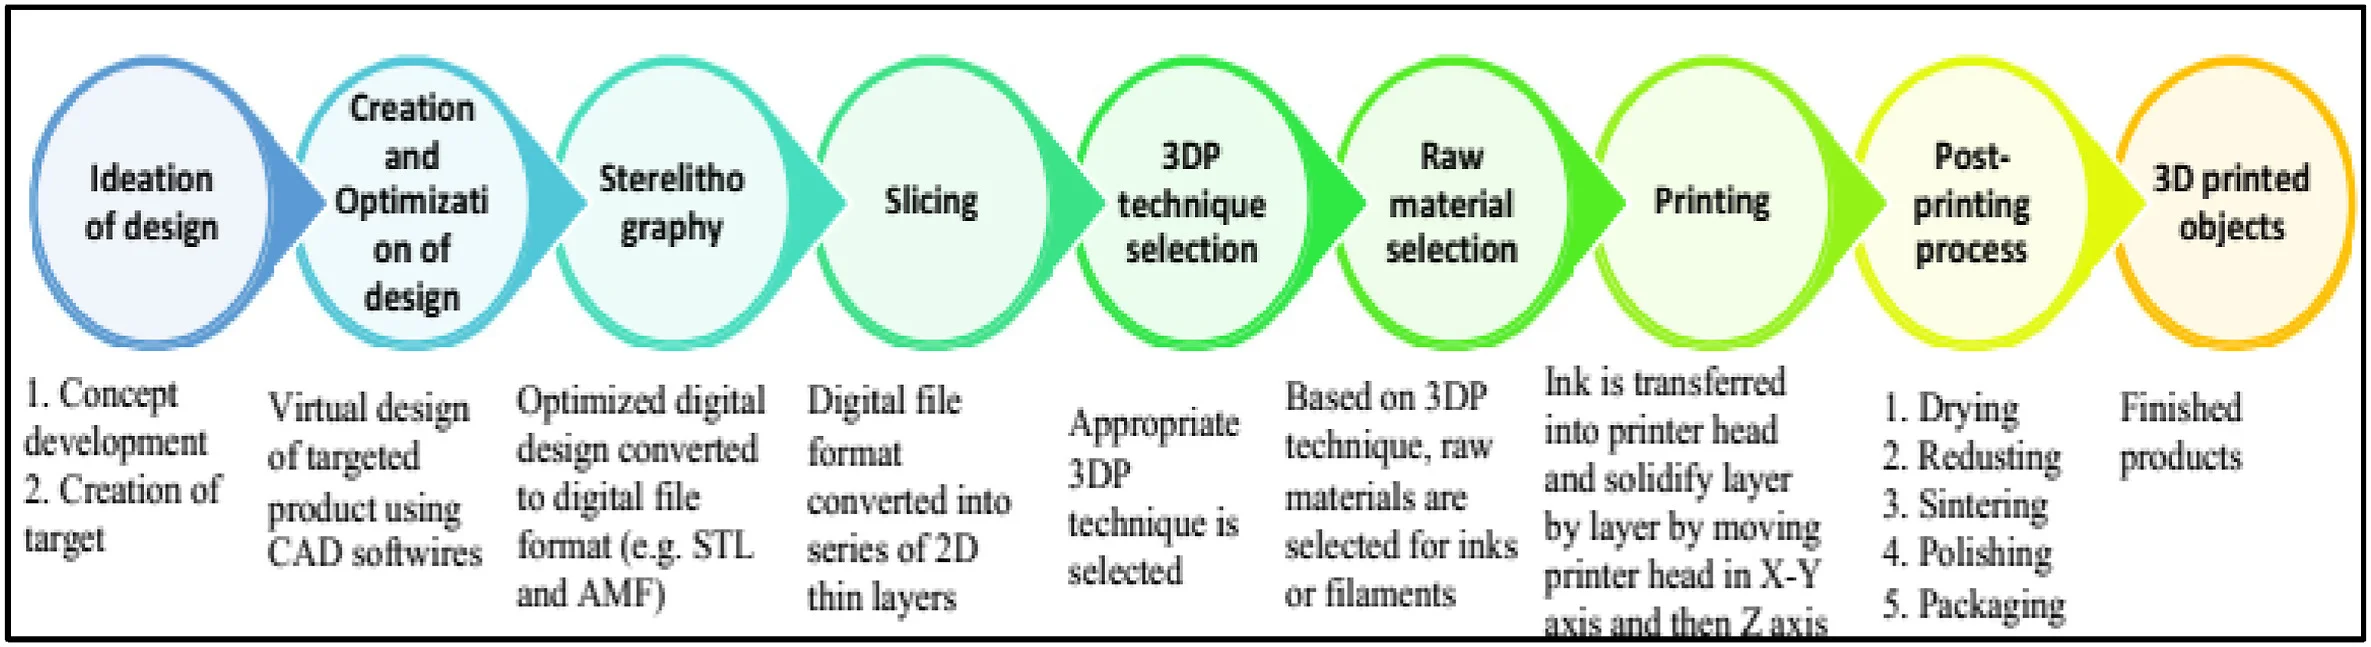 Ideation
of design
Creation
and
Optimizati
on of
design
Sterelitho
graphy
Slicing
3DP
technique
selection
Raw
material
selection
Printing
Post-
printing
process
3D printed
objects
1. Concept
development
2. Creation of
target
Virtual design
of targeted
product using
CAD softwires
Optimized digital
design converted
to digital file
format (e.g. STL
and AMF)
Digital file
format
converted into
series of 2D
thin layers
Appropriate
3DP
technique is
selected
Based on 3DP
technique, raw
materials are
selected for inks
or filaments
Ink is transferred
into printer head
and solidify layer
by layer by moving
printer head in X-Y
axis and then Z axis
1. Drying
2. Redusting
3. Sintering
4. Polishing
5. Packaging
Finished
products